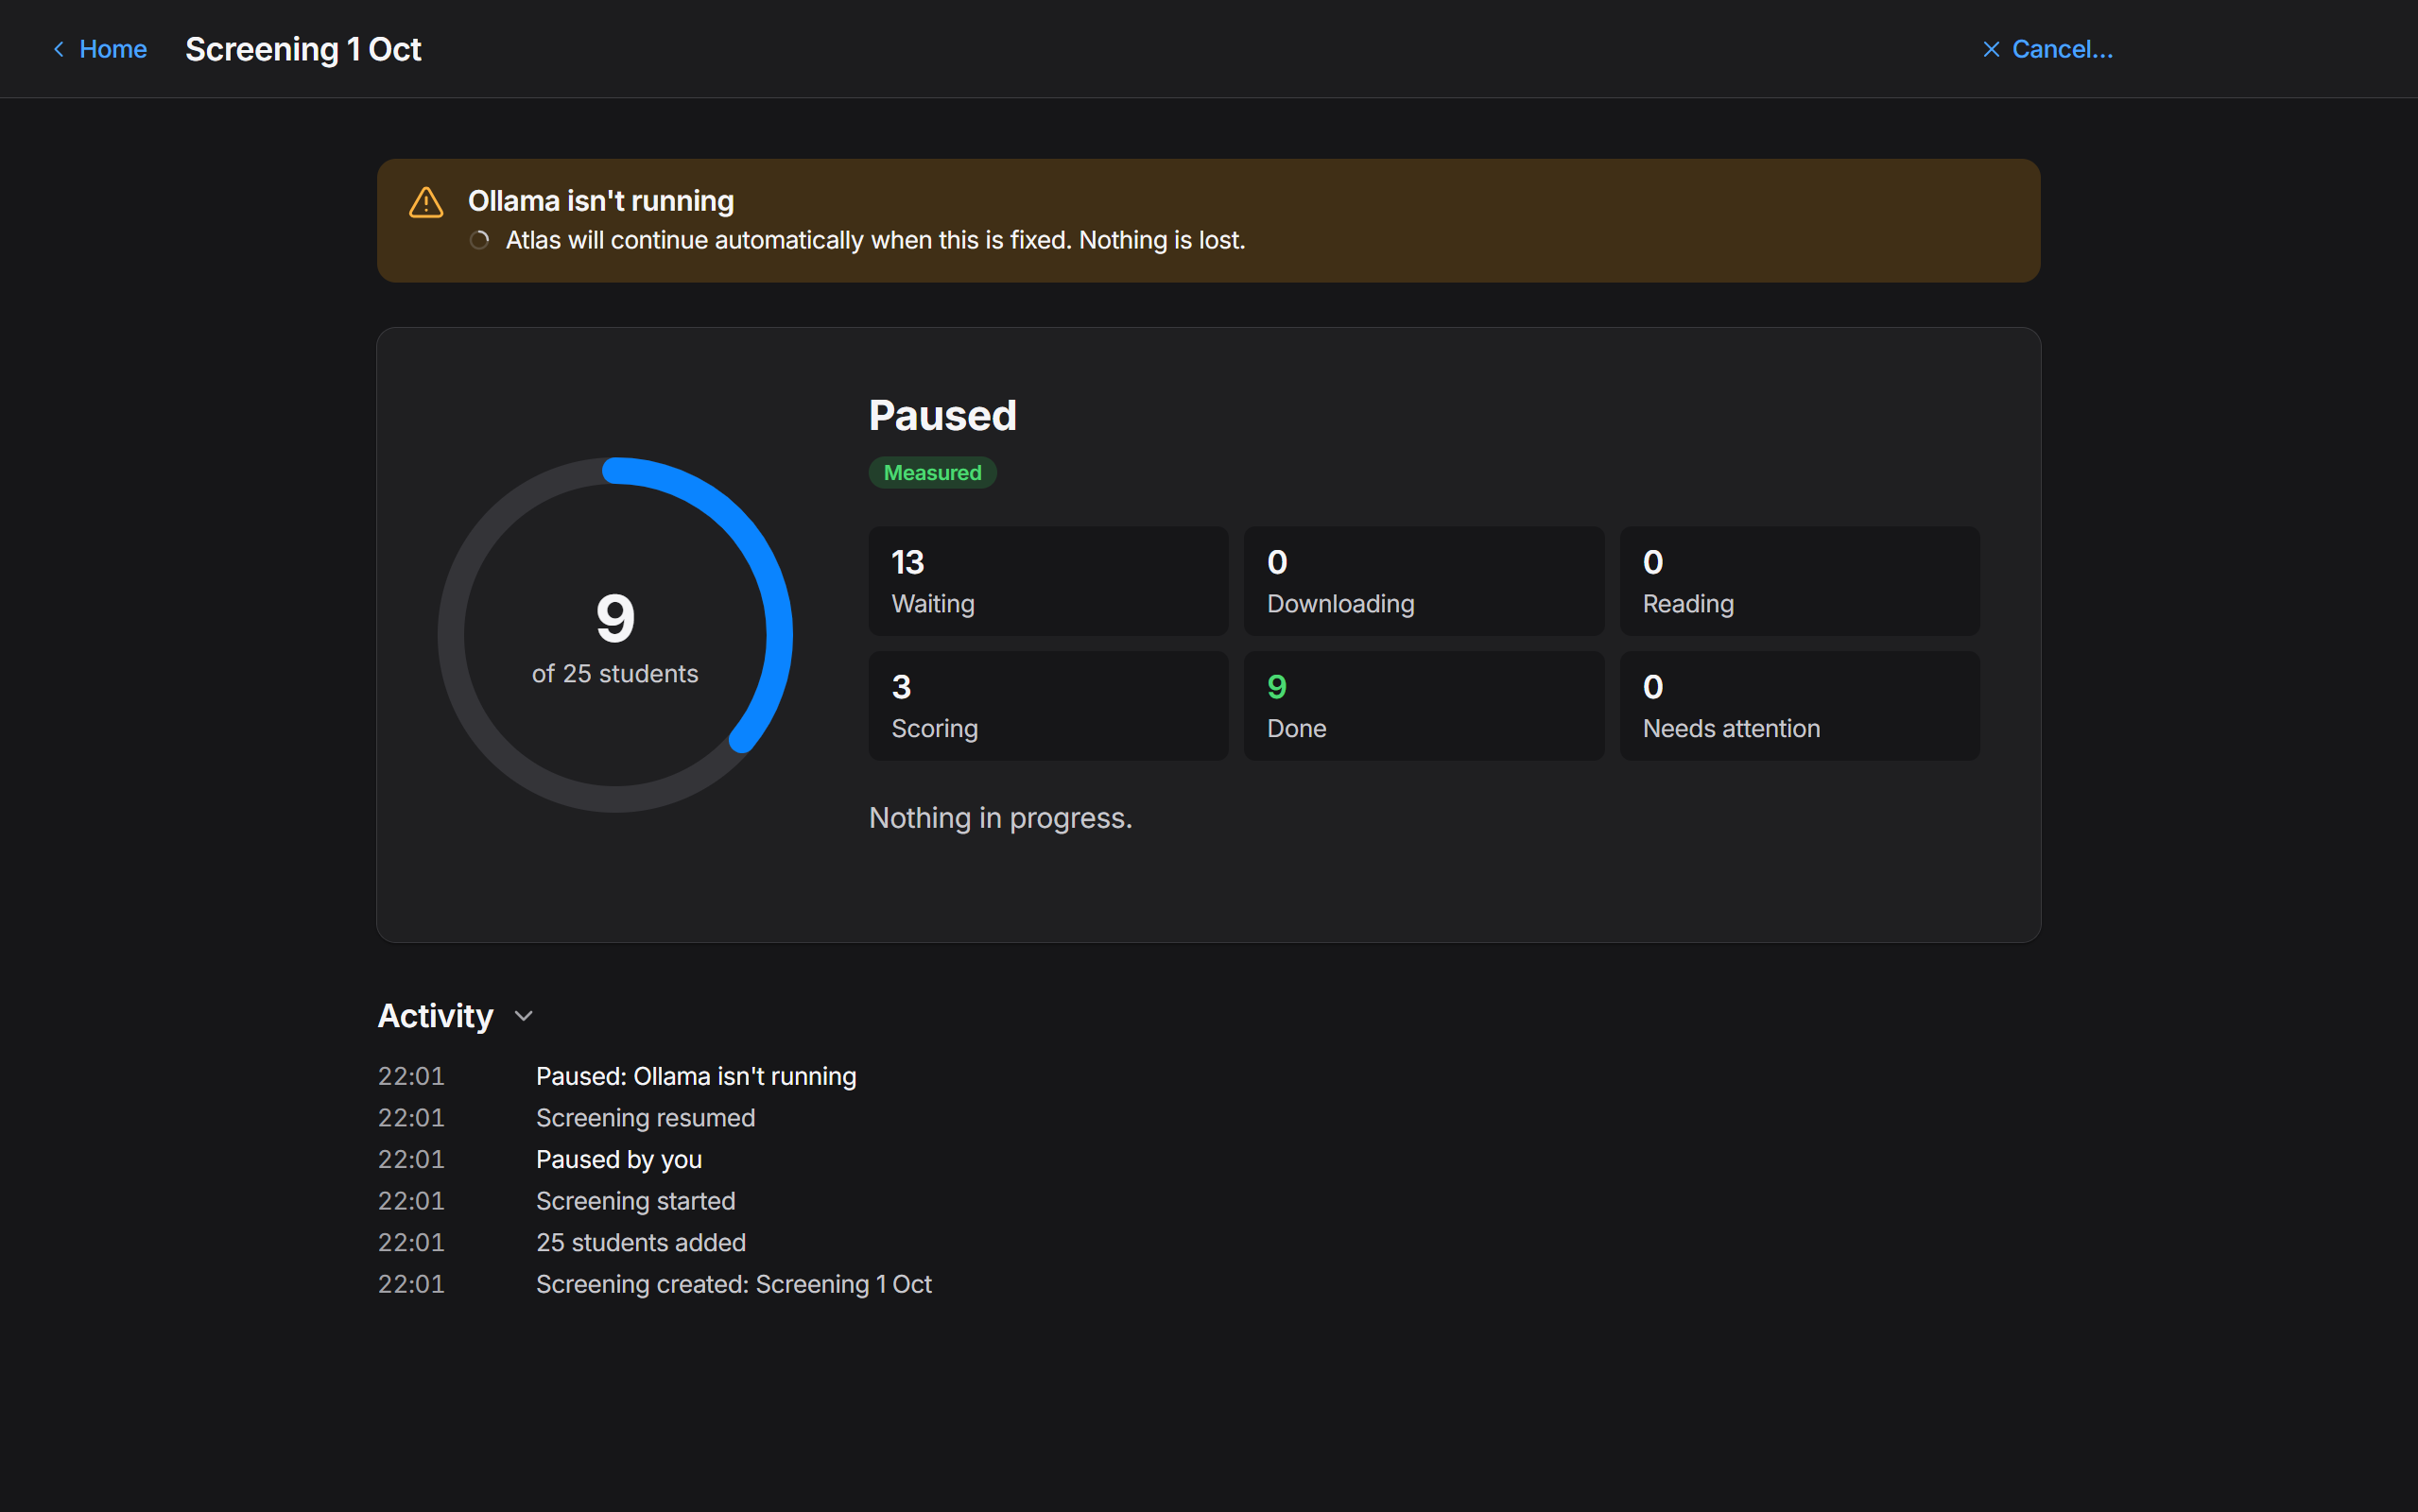 Home
Screening 1 Oct
Cancel...
Ollama isn't running
Atlas will continue automatically when this is fixed. Nothing is lost.
9
of 25 students
Paused
Measured
13
Waiting
0
Downloading
0
Reading
3
Scoring
9
Done
0
Needs attention
Nothing in progress.
Activity
22:01 Paused: Ollama isn't running
22:01 Screening resumed
22:01 Paused by you
22:01 Screening started
22:01 25 students added
22:01 Screening created: Screening 1 Oct